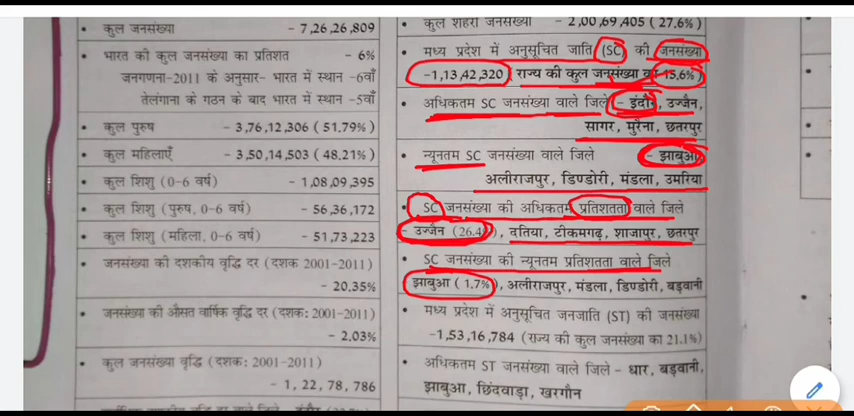 कुल जनसंख्या - 7,26,26,809
भारत की कुल जनसंख्या का प्रतिशत - 6%
जनगणना-2011 के अनुसार- भारत में स्थान -6वाँ
तेलंगाना के गठन के बाद भारत में स्थान -5वाँ
कुल पुरुष - 3,76,12,306 ( 51.79% )
कुल महिलाएँ - 3,50,14,503 ( 48.21% )
कुल शिशु (0-6 वर्ष) - 1,08,09,395
कुल शिशु (पुरुष, 0-6 वर्ष) - 56,36,172
कुल शिशु (महिला, 0-6 वर्ष) - 51,73,223
जनसंख्या की दशकीय वृद्धि दर (दशक 2001-2011)
- 20.35%
जनसंख्या की औसत वार्षिक वृद्धि दर (दशक: 2001-2011)
- 2.03%
कुल जनसंख्या वृद्धि (दशक: 2001-2011)
- 1, 22, 78, 786
कुल शहरी जनसंख्या - 2,00,69,405 ( 27.6% )
मध्य प्रदेश में अनुसूचित जाति (SC) की जनसंख्या
-1,13,42,320 ( राज्य की कुल जनसंख्या का 15.6%)
अधिकतम SC जनसंख्या वाले जिले - इंदौर, उज्जैन,
सागर, मुरैना, छतरपुर
न्यूनतम SC जनसंख्या वाले जिले - झाबुआ,
अलीराजपुर, डिण्डोरी, मंडला, उमरिया
SC जनसंख्या की अधिकतम प्रतिशतता वाले जिले
- उज्जैन (26.4%), दतिया, टीकमगढ़, शाजापुर, छतरपुर
SC जनसंख्या की न्यूनतम प्रतिशतता वाले जिले
झाबुआ ( 1.7%), अलीराजपुर, मंडला, डिण्डोरी, बड़वानी
मध्य प्रदेश में अनुसूचित जनजाति (ST) की जनसंख्या
-1,53,16,784 (राज्य की कुल जनसंख्या का 21.1%)
अधिकतम ST जनसंख्या वाले जिले - धार, बड़वानी,
झाबुआ, छिंदवाड़ा, खरगौन